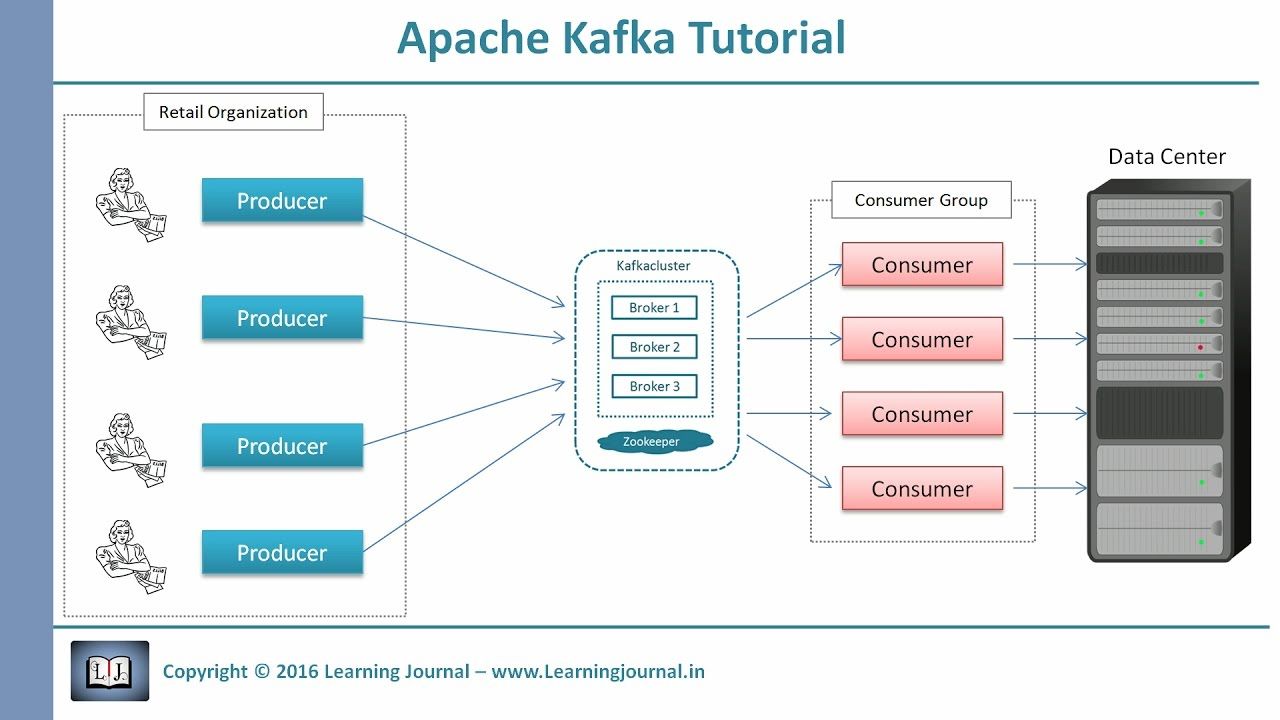 Apache Kafka Tutorial
Retail Organization
Producer
Producer
Producer
Producer
Kafkacluster
Broker 1
Broker 2
Broker 3
Zookeeper
Consumer Group
Consumer
Consumer
Consumer
Consumer
Data Center
L J
Copyright © 2016 Learning Journal – www.Learningjournal.in